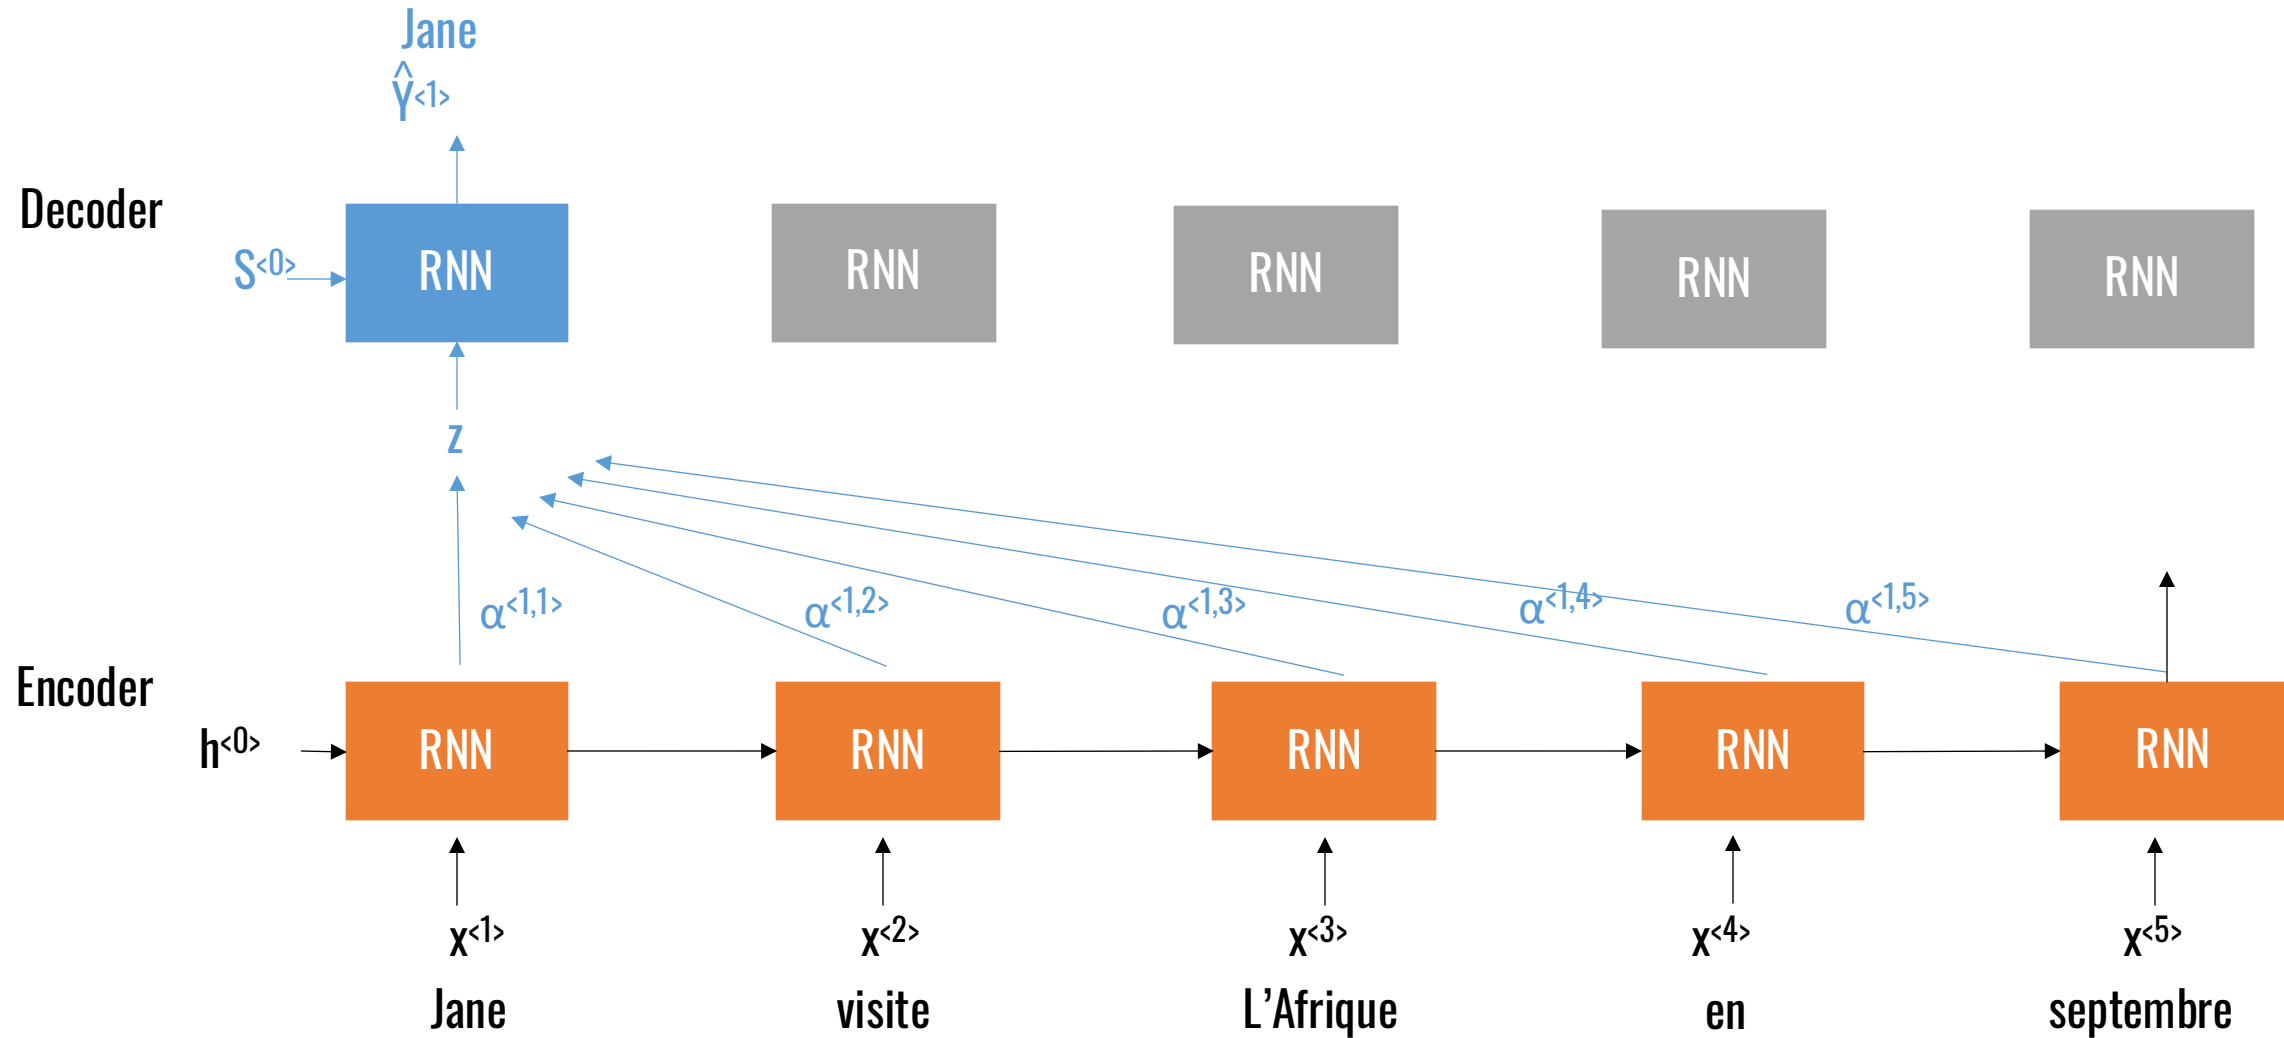 Jane
Ŷ<1>
Decoder
S<0>
RNN RNN RNN RNN RNN
z
α<1,1> α<1,2> α<1,3> α<1,4> α<1,5>
Encoder
h<0>
RNN RNN RNN RNN RNN
x<1> x<2> x<3> x<4> x<5>
Jane visite L’Afrique en septembre